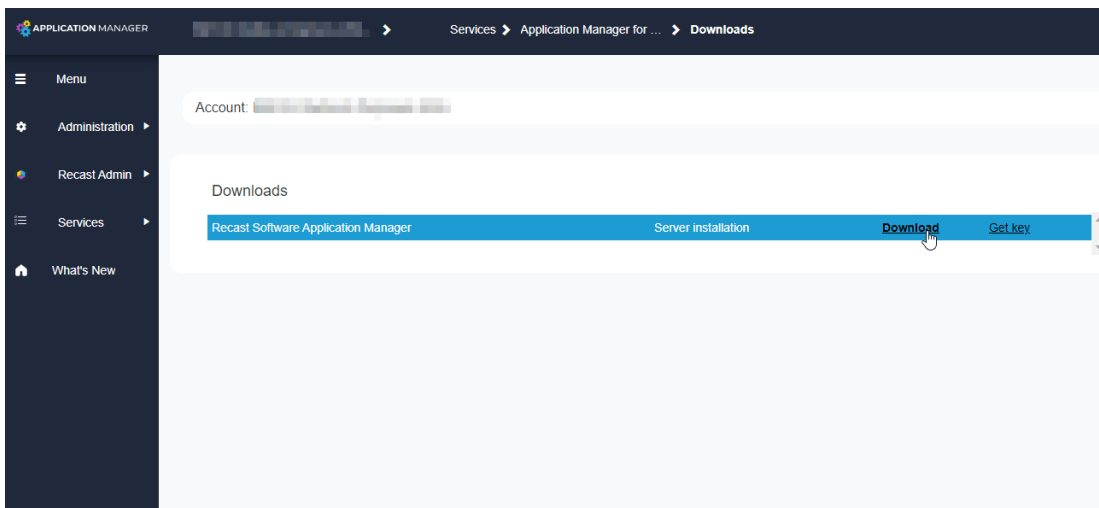 APPLICATION MANAGER
Services Application Manager for ... Downloads
Menu
Account:
Administration
Recast Admin
Downloads
Services
Recast Software Application Manager Server installation Download Get key
What's New